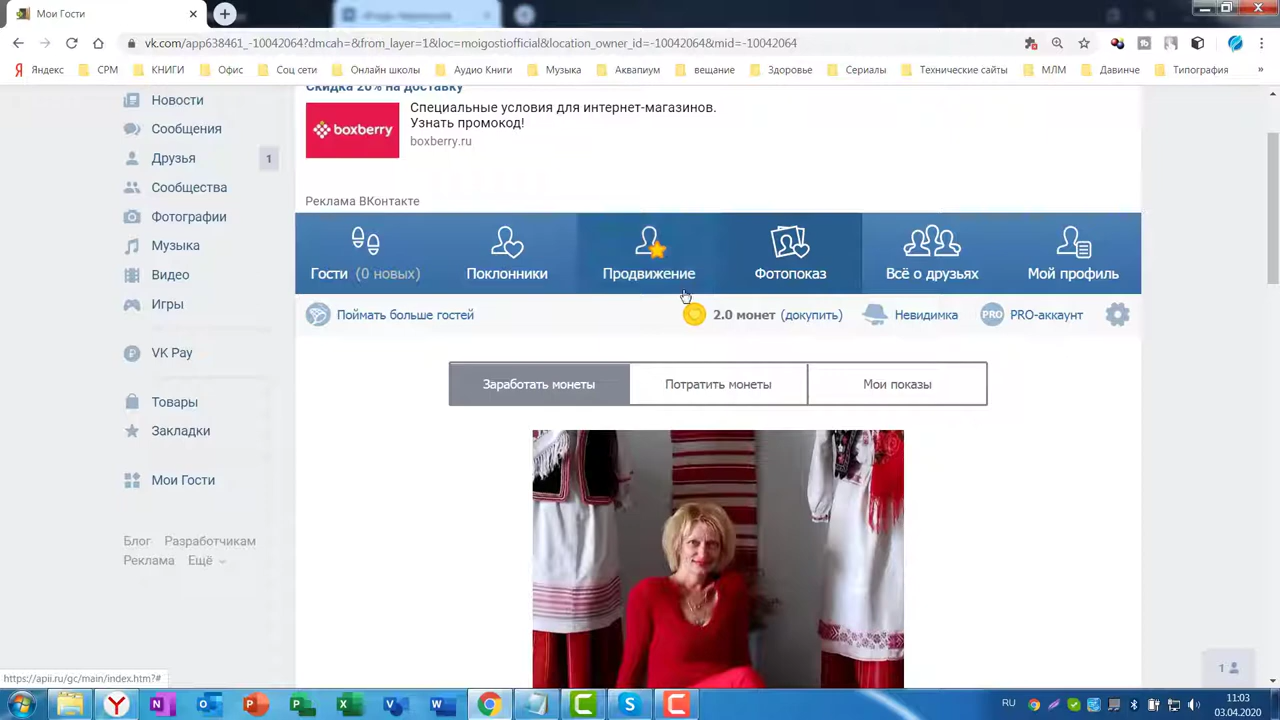 Мои Гости
vk.com/app638461_-10042064?dmcah=&from_layer=1&loc=moigostiofficial&location_owner_id=-10042064&mid=-10042064
Яндекс
СРМ
КНИГИ
Офис
Соц сети
Онлайн школы
Аудио Книги
Музыка
Аквапиум
вещание
Здоровье
Сериалы
Технические сайты
МЛМ
Давинче
Типография
»
Новости
Сообщения
Друзья
1
Сообщества
Фотографии
Музыка
Видео
Игры
VK Pay
Товары
Закладки
Мои Гости
Блог Разработчикам
Реклама Ещё
Скидка 20% на доставку
boxberry
Специальные условия для интернет-магазинов.
Узнать промокод!
boxberry.ru
Реклама ВКонтакте
Гости (0 новых)
Поклонники
Продвижение
Фотопоказ
Всё о друзьях
Мой профиль
Поймать больше гостей
2.0 монет (докупить)
Невидимка
PRO
PRO-аккаунт
Заработать монеты
Потратить монеты
Мои показы
1
https://apii.ru/gc/main/index.htm?#
RU
11:03
03.04.2020